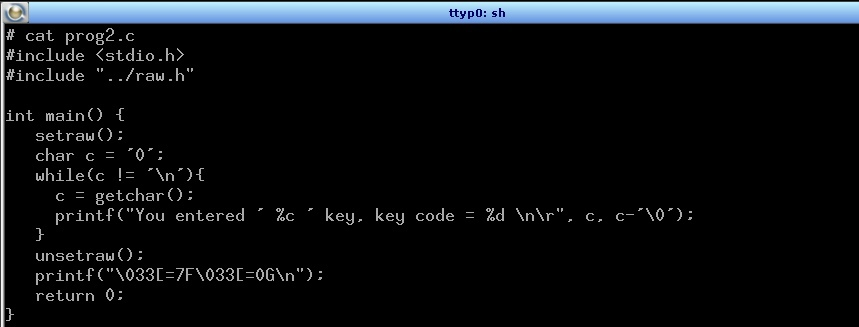 ttyp0: sh
# cat prog2.c
#include <stdio.h>
#include "../raw.h"

int main() {
   setraw();
   char c = ´0´;
   while(c != ´\n´){
     c = getchar();
     printf("You entered ´ %c ´ key, key code = %d \n\r", c, c-´\0´);
   }
   unsetraw();
   printf("\033[=7F\033[=0G\n");
   return 0;
}